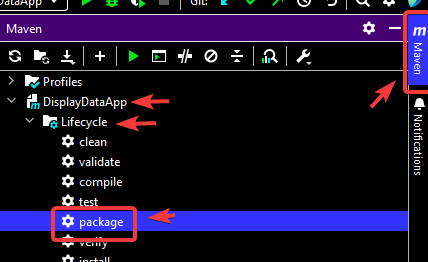 DataApp
Git:
Maven
m
Maven
Profiles
DisplayDataApp
Lifecycle
clean
validate
compile
test
package
verify
install
Notifications